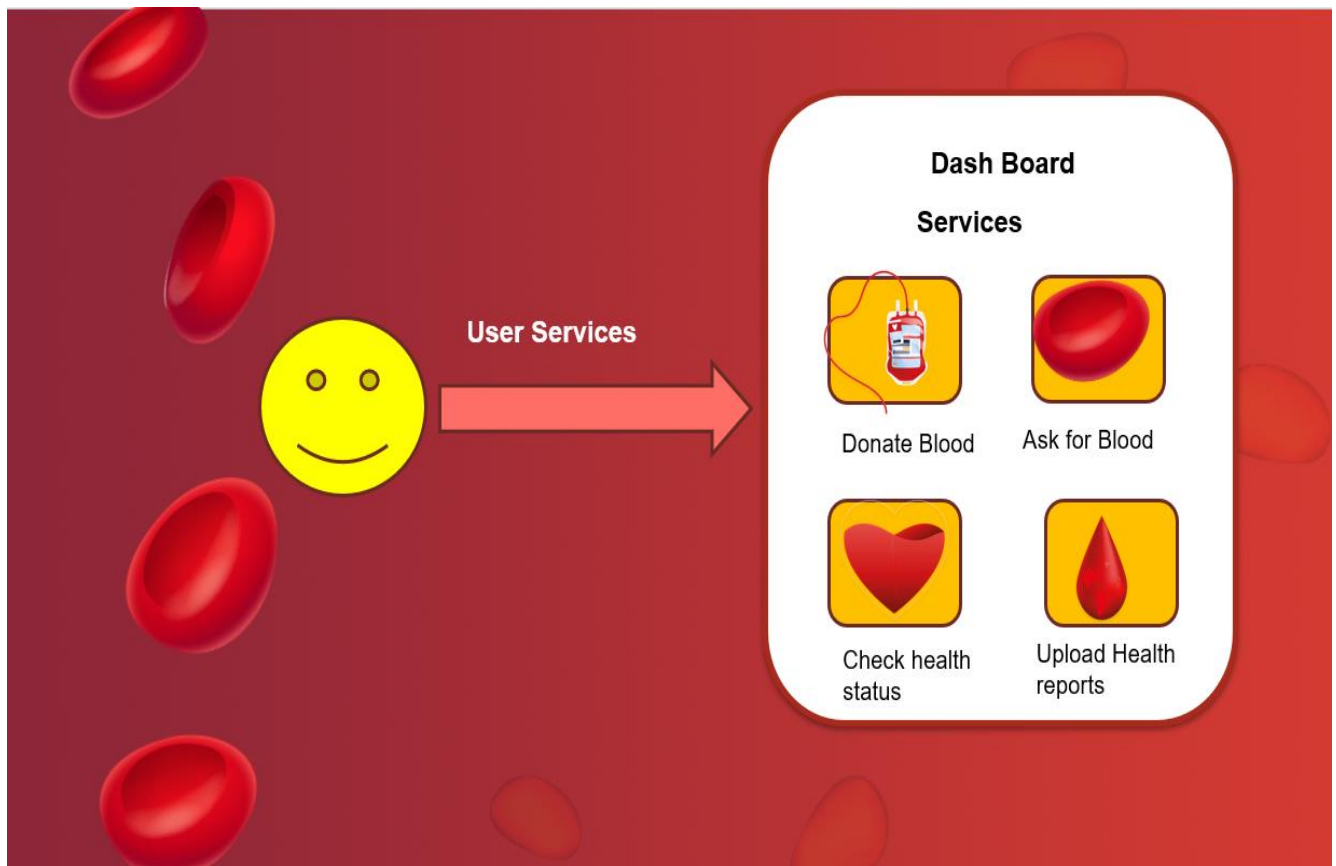 Dash Board
Services
User Services
Donate Blood
Ask for Blood
Check health
status
Upload Health
reports